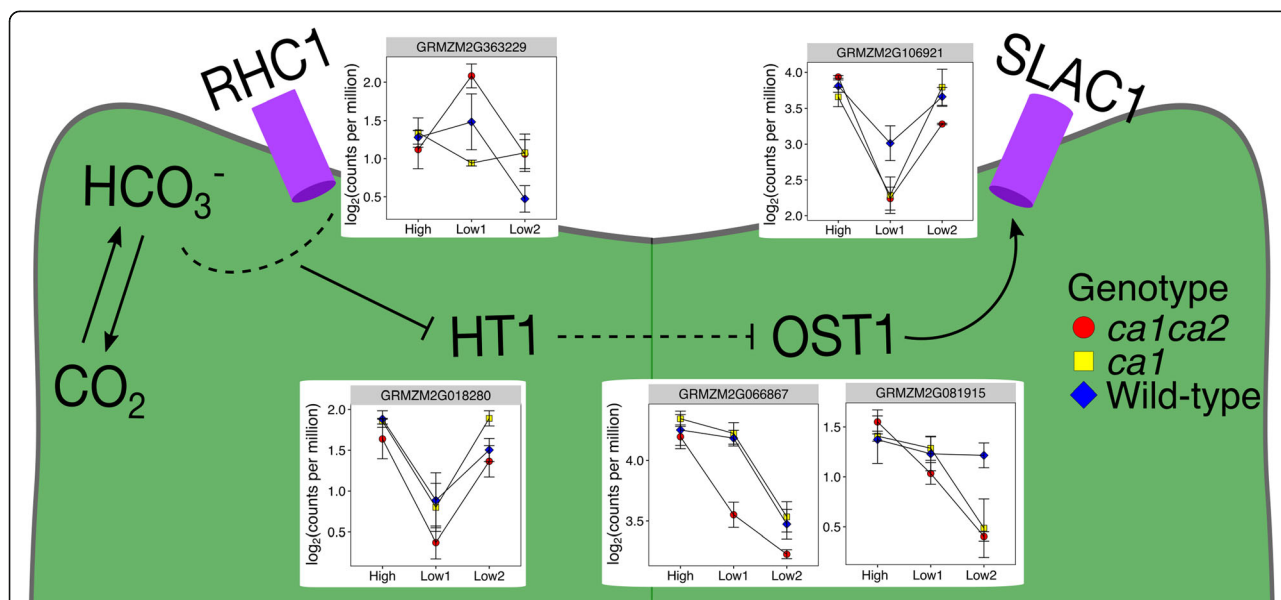 RHC1
GRMZM2G363229
log₂(counts per million)
2.0
1.5
1.0
0.5
High Low1 Low2
GRMZM2G106921
log₂(counts per million)
4.0
3.5
3.0
2.5
2.0
High Low1 Low2
SLAC1
HCO₃⁻
CO₂
HT1
OST1
Genotype
ca1ca2
ca1
Wild-type
GRMZM2G018280
log₂(counts per million)
2.0
1.5
1.0
0.5
High Low1 Low2
GRMZM2G066867
log₂(counts per million)
4.0
3.5
High Low1 Low2
GRMZM2G081915
1.5
1.0
0.5
High Low1 Low2